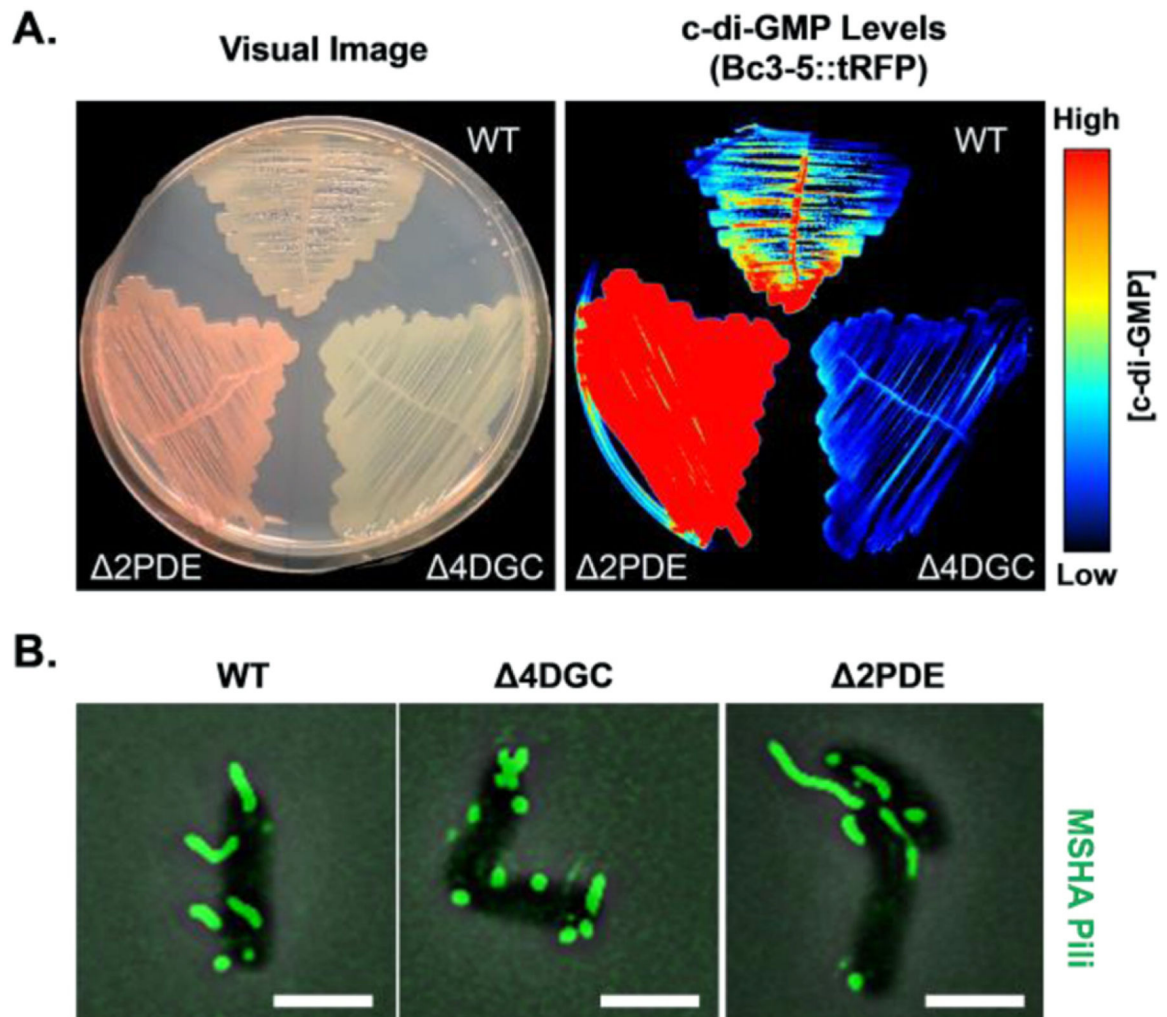 A.
Visual Image
c-di-GMP Levels
(Bc3-5::tRFP)
WT
Δ2PDE
Δ4DGC
WT
Δ2PDE
Δ4DGC
High
[c-di-GMP]
Low
B.
WT
Δ4DGC
Δ2PDE
MSHA Pili